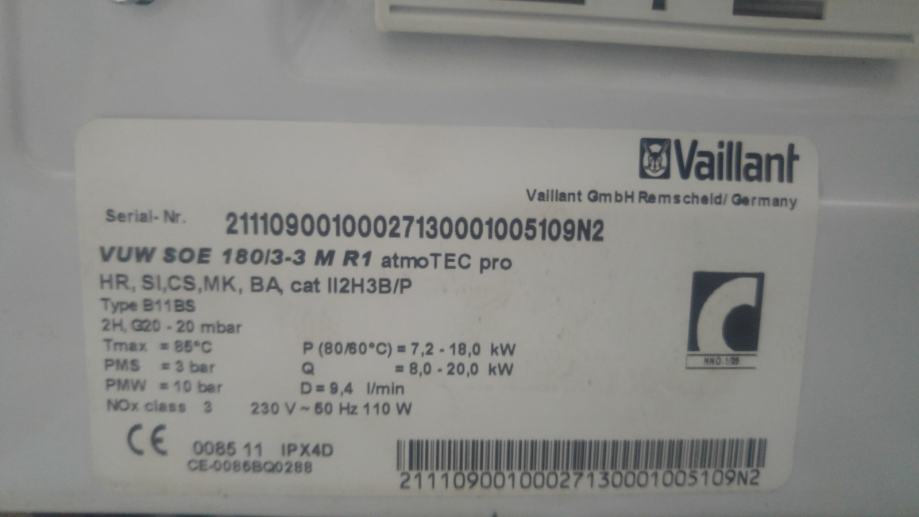 Vaillant
Vaillant GmbH Remscheid/ Germany
Serial- Nr. 21110900100027130001005109N2
VUW SOE 180/3-3 M R1 atmoTEC pro
HR, SI,CS,MK, BA, cat II2H3B/P
Type B11BS
2H, G20 - 20 mbar
Tmax = 85°C P (80/60°C) = 7,2 - 18,0 kW
PMS = 3 bar Q = 8,0 - 20,0 kW
PMW = 10 bar D = 9,4 l/min
NOx class 3 230 V ~ 50 Hz 110 W
CE 0085 11 IPX4D
CE-0085BQ0288
21110900100027130001005109N2